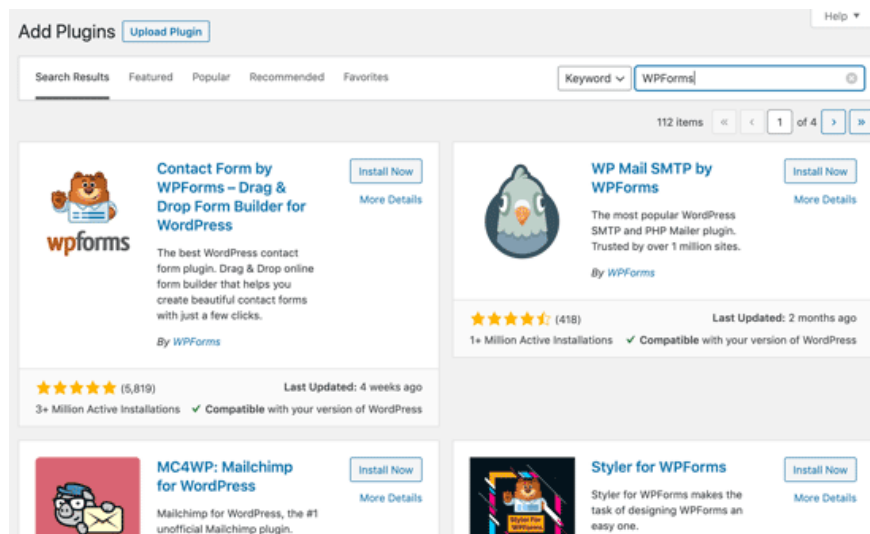 Help
Add Plugins Upload Plugin
Search Results Featured Popular Recommended Favorites Keyword WPForms
112 items « ‹ 1 of 4 › »
Contact Form by
WPForms – Drag &
Drop Form Builder for
WordPress
Install Now
More Details
wpforms
The best WordPress contact
form plugin. Drag & Drop online
form builder that helps you
create beautiful contact forms
with just a few clicks.
By WPForms
(5,819)
Last Updated: 4 weeks ago
3+ Million Active Installations
Compatible with your version of WordPress
WP Mail SMTP by
WPForms
Install Now
More Details
The most popular WordPress
SMTP and PHP Mailer plugin.
Trusted by over 1 million sites.
By WPForms
(418)
Last Updated: 2 months ago
1+ Million Active Installations
Compatible with your version of WordPress
MC4WP: Mailchimp
for WordPress
Install Now
More Details
Mailchimp for WordPress, the #1
unofficial Mailchimp plugin.
Styler for WPForms
Install Now
More Details
Styler For
WPForms
Styler for WPForms makes the
task of designing WPForms an
easy one.